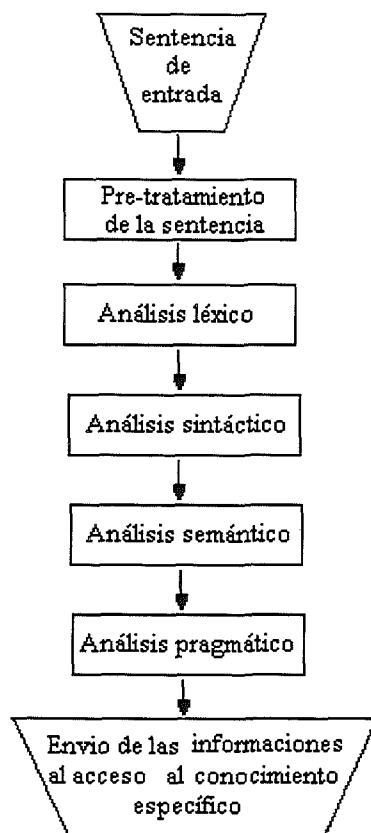 Sentencia
de
entrada
Pre-tratamiento
de la sentencia
Análisis léxico
Análisis sintáctico
Análisis semántico
Análisis pragmático
Envio de las informaciones
al acceso al conocimiento
específico